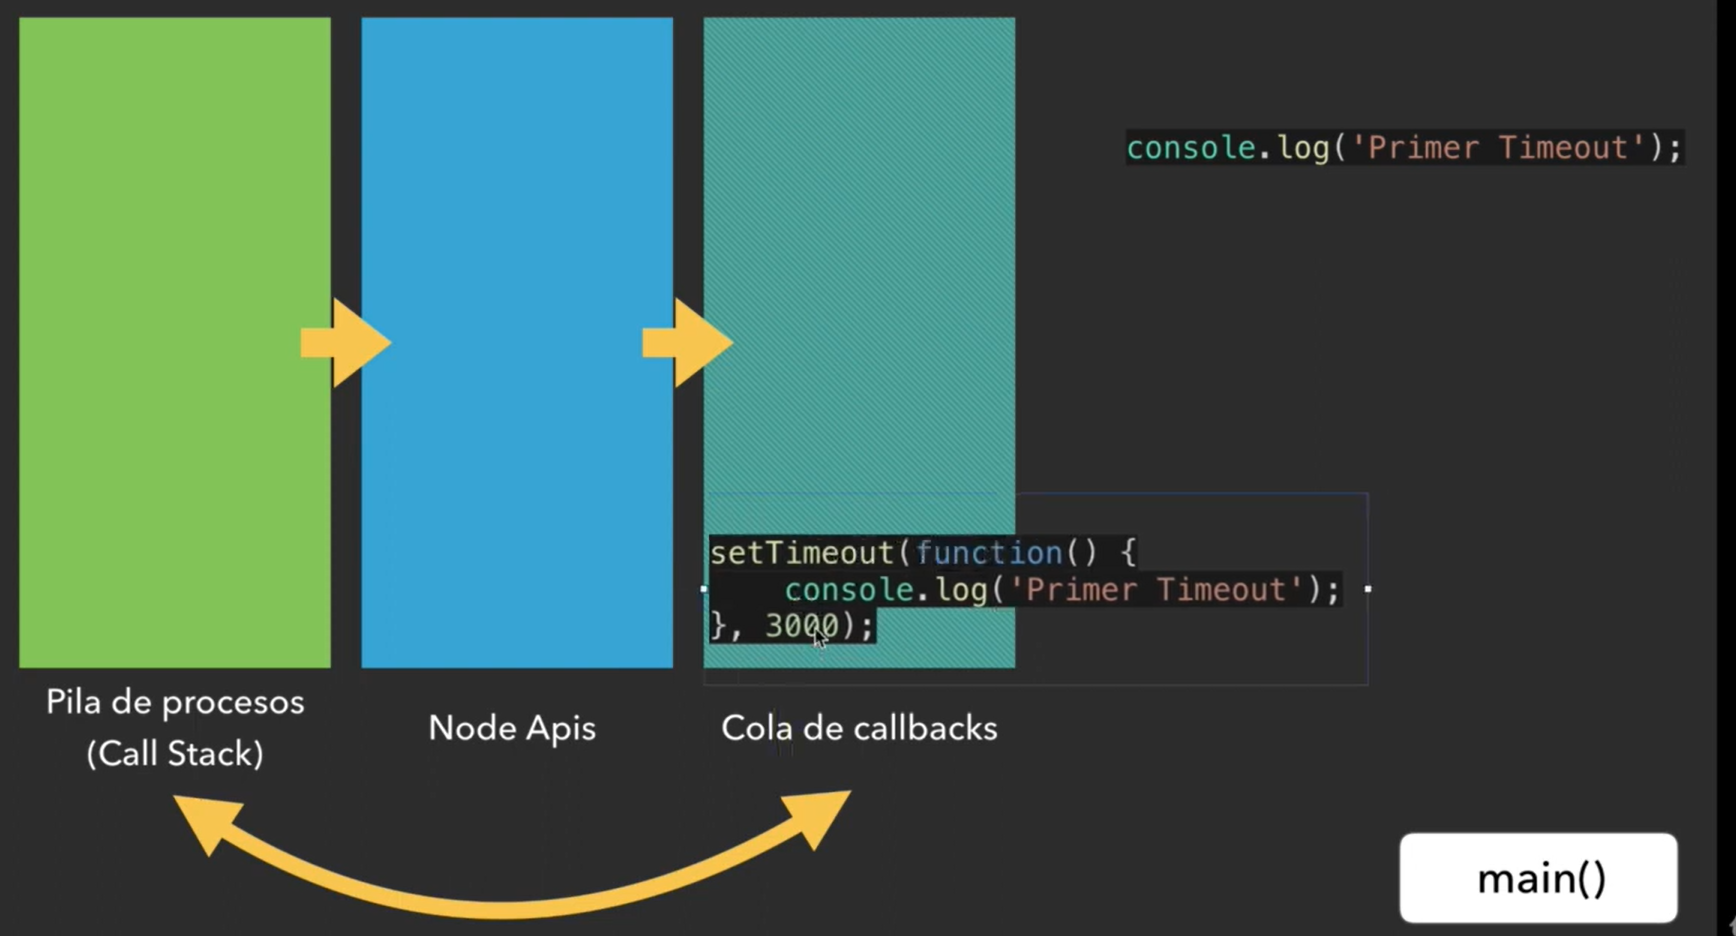 console.log('Primer Timeout');
setTimeout(function() {
    console.log('Primer Timeout');
}, 3000);
Pila de procesos
(Call Stack)
Node Apis
Cola de callbacks
main()